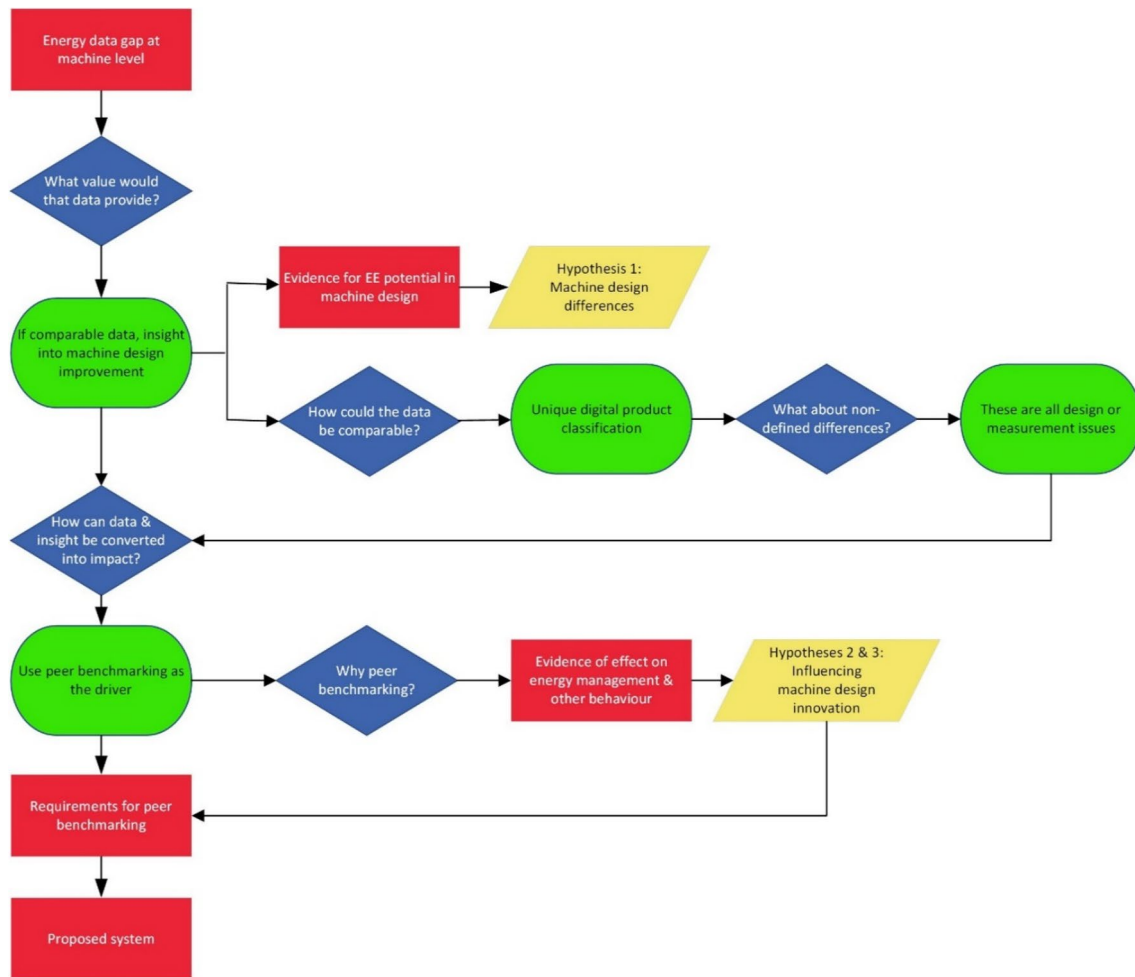 Energy data gap at
machine level
What value would
that data provide?
Evidence for EE potential in
machine design
Hypothesis 1:
Machine design
differences
If comparable data, insight
into machine design
improvement
How could the data
be comparable?
Unique digital product
classification
What about non-
defined differences?
These are all design or
measurement issues
How can data &
insight be converted
into impact?
Use peer benchmarking as
the driver
Why peer
benchmarking?
Evidence of effect on
energy management &
other behaviour
Hypotheses 2 & 3:
Influencing
machine design
innovation
Requirements for peer
benchmarking
Proposed system